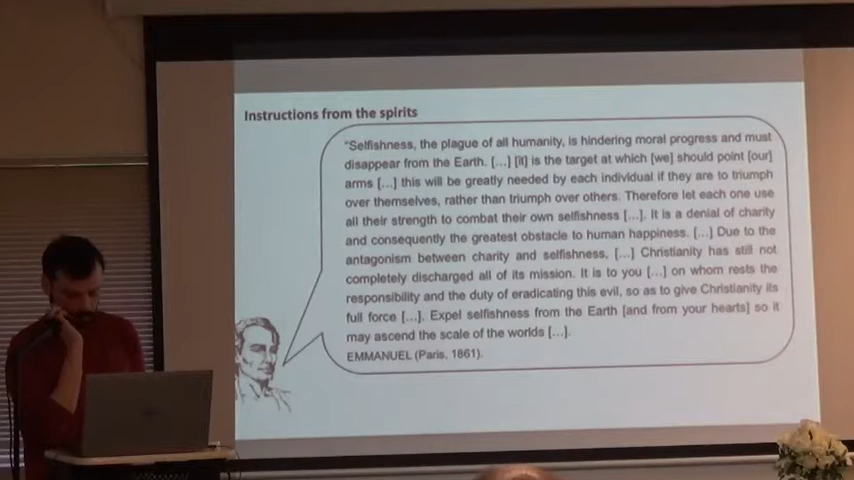 Instructions from the spirits
"Selfishness, the plague of all humanity, is hindering moral progress and must
disappear from the Earth. [...] [it] is the target at which [we] should point [our]
arms [...] this will be greatly needed by each individual if they are to triumph
over themselves, rather than triumph over others. Therefore let each one use
all their strength to combat their own selfishness [...]. It is a denial of charity
and consequently the greatest obstacle to human happiness. [...] Due to the
antagonism between charity and selfishness, [...] Christianity has still not
completely discharged all of its mission. It is to you [...] on whom rests the
responsibility and the duty of eradicating this evil, so as to give Christianity its
full force [...]. Expel selfishness from the Earth [and from your hearts] so it
may ascend the scale of the worlds [...].
EMMANUEL (Paris, 1861).